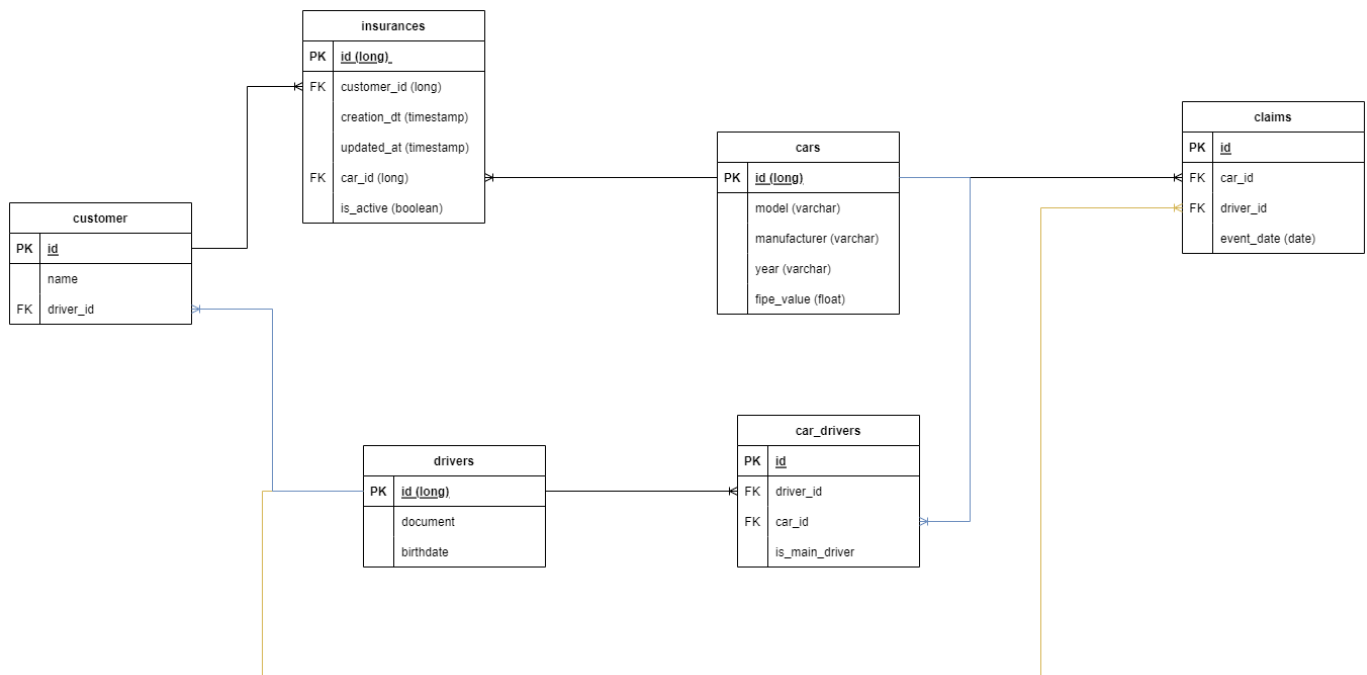 insurances
PK id (long)
FK customer_id (long)
creation_dt (timestamp)
updated_at (timestamp)
FK car_id (long)
is_active (boolean)
customer
PK id
name
FK driver_id
cars
PK id (long)
model (varchar)
manufacturer (varchar)
year (varchar)
fipe_value (float)
claims
PK id
FK car_id
FK driver_id
event_date (date)
drivers
PK id (long)
document
birthdate
car_drivers
PK id
FK driver_id
FK car_id
is_main_driver